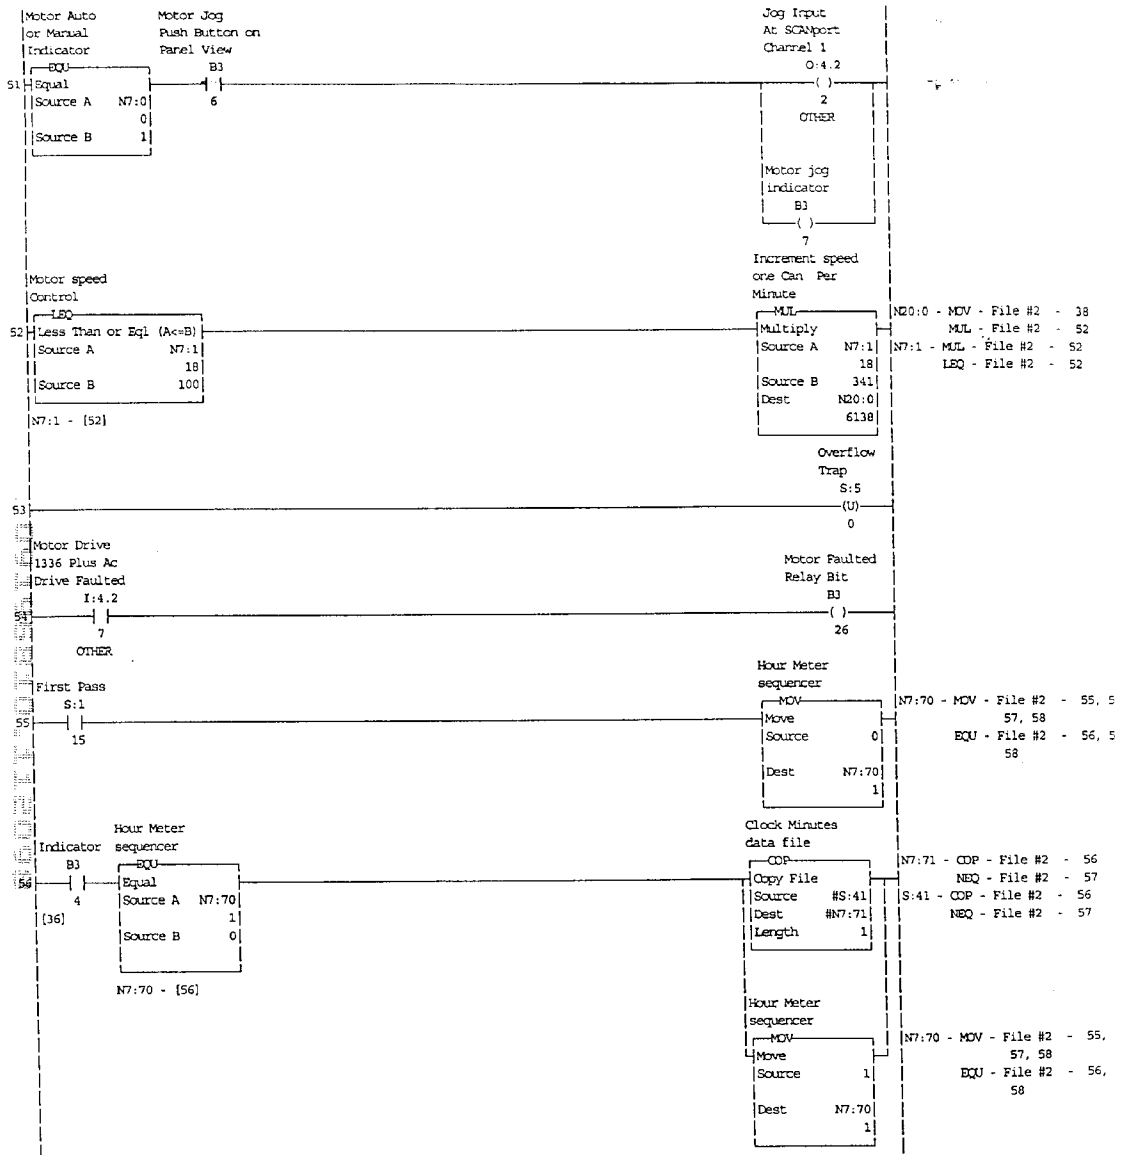 Motor Auto
or Manual
Indicator
Motor Jog
Push Button on
Panel View
Jog Input
At SCANport
Channel 1
EQU
B3
O:4.2
51
Equal
( )
Source A N7:0
6
2
0
OTHER
Source B 1
Motor jog
indicator
B3
( )
7
Motor speed
Control
Increment speed
one Can Per
Minute
LEQ
MUL
N20:0 - MOV - File #2 - 38
52
Less Than or Eql (A<=B)
Multiply
MUL - File #2 - 52
Source A N7:1
Source A N7:1
N7:1 - MUL - File #2 - 52
18
18
LEQ - File #2 - 52
Source B 100
Source B 341
Dest N20:0
N7:1 - [52]
6138
Overflow
Trap
S:5
53
(U)
0
Motor Drive
1336 Plus Ac
Drive Faulted
Motor Faulted
Relay Bit
I:4.2
B3
54
( )
7
26
OTHER
Hour Meter
sequencer
First Pass
S:1
MOV
N7:70 - MOV - File #2 - 55, 5
55
Move
57, 58
15
Source 0
EQU - File #2 - 56, 5
58
Dest N7:70
1
Hour Meter
sequencer
Clock Minutes
data file
Indicator
B3
EQU
COP
N7:71 - COP - File #2 - 56
56
Equal
Copy File
NEQ - File #2 - 57
4
Source A N7:70
Source #S:41
S:41 - COP - File #2 - 56
[36]
1
Dest #N7:71
NEQ - File #2 - 57
Source B 0
Length 1
N7:70 - [56]
Hour Meter
sequencer
MOV
N7:70 - MOV - File #2 - 55,
Move
57, 58
Source 1
EQU - File #2 - 56,
58
Dest N7:70
1